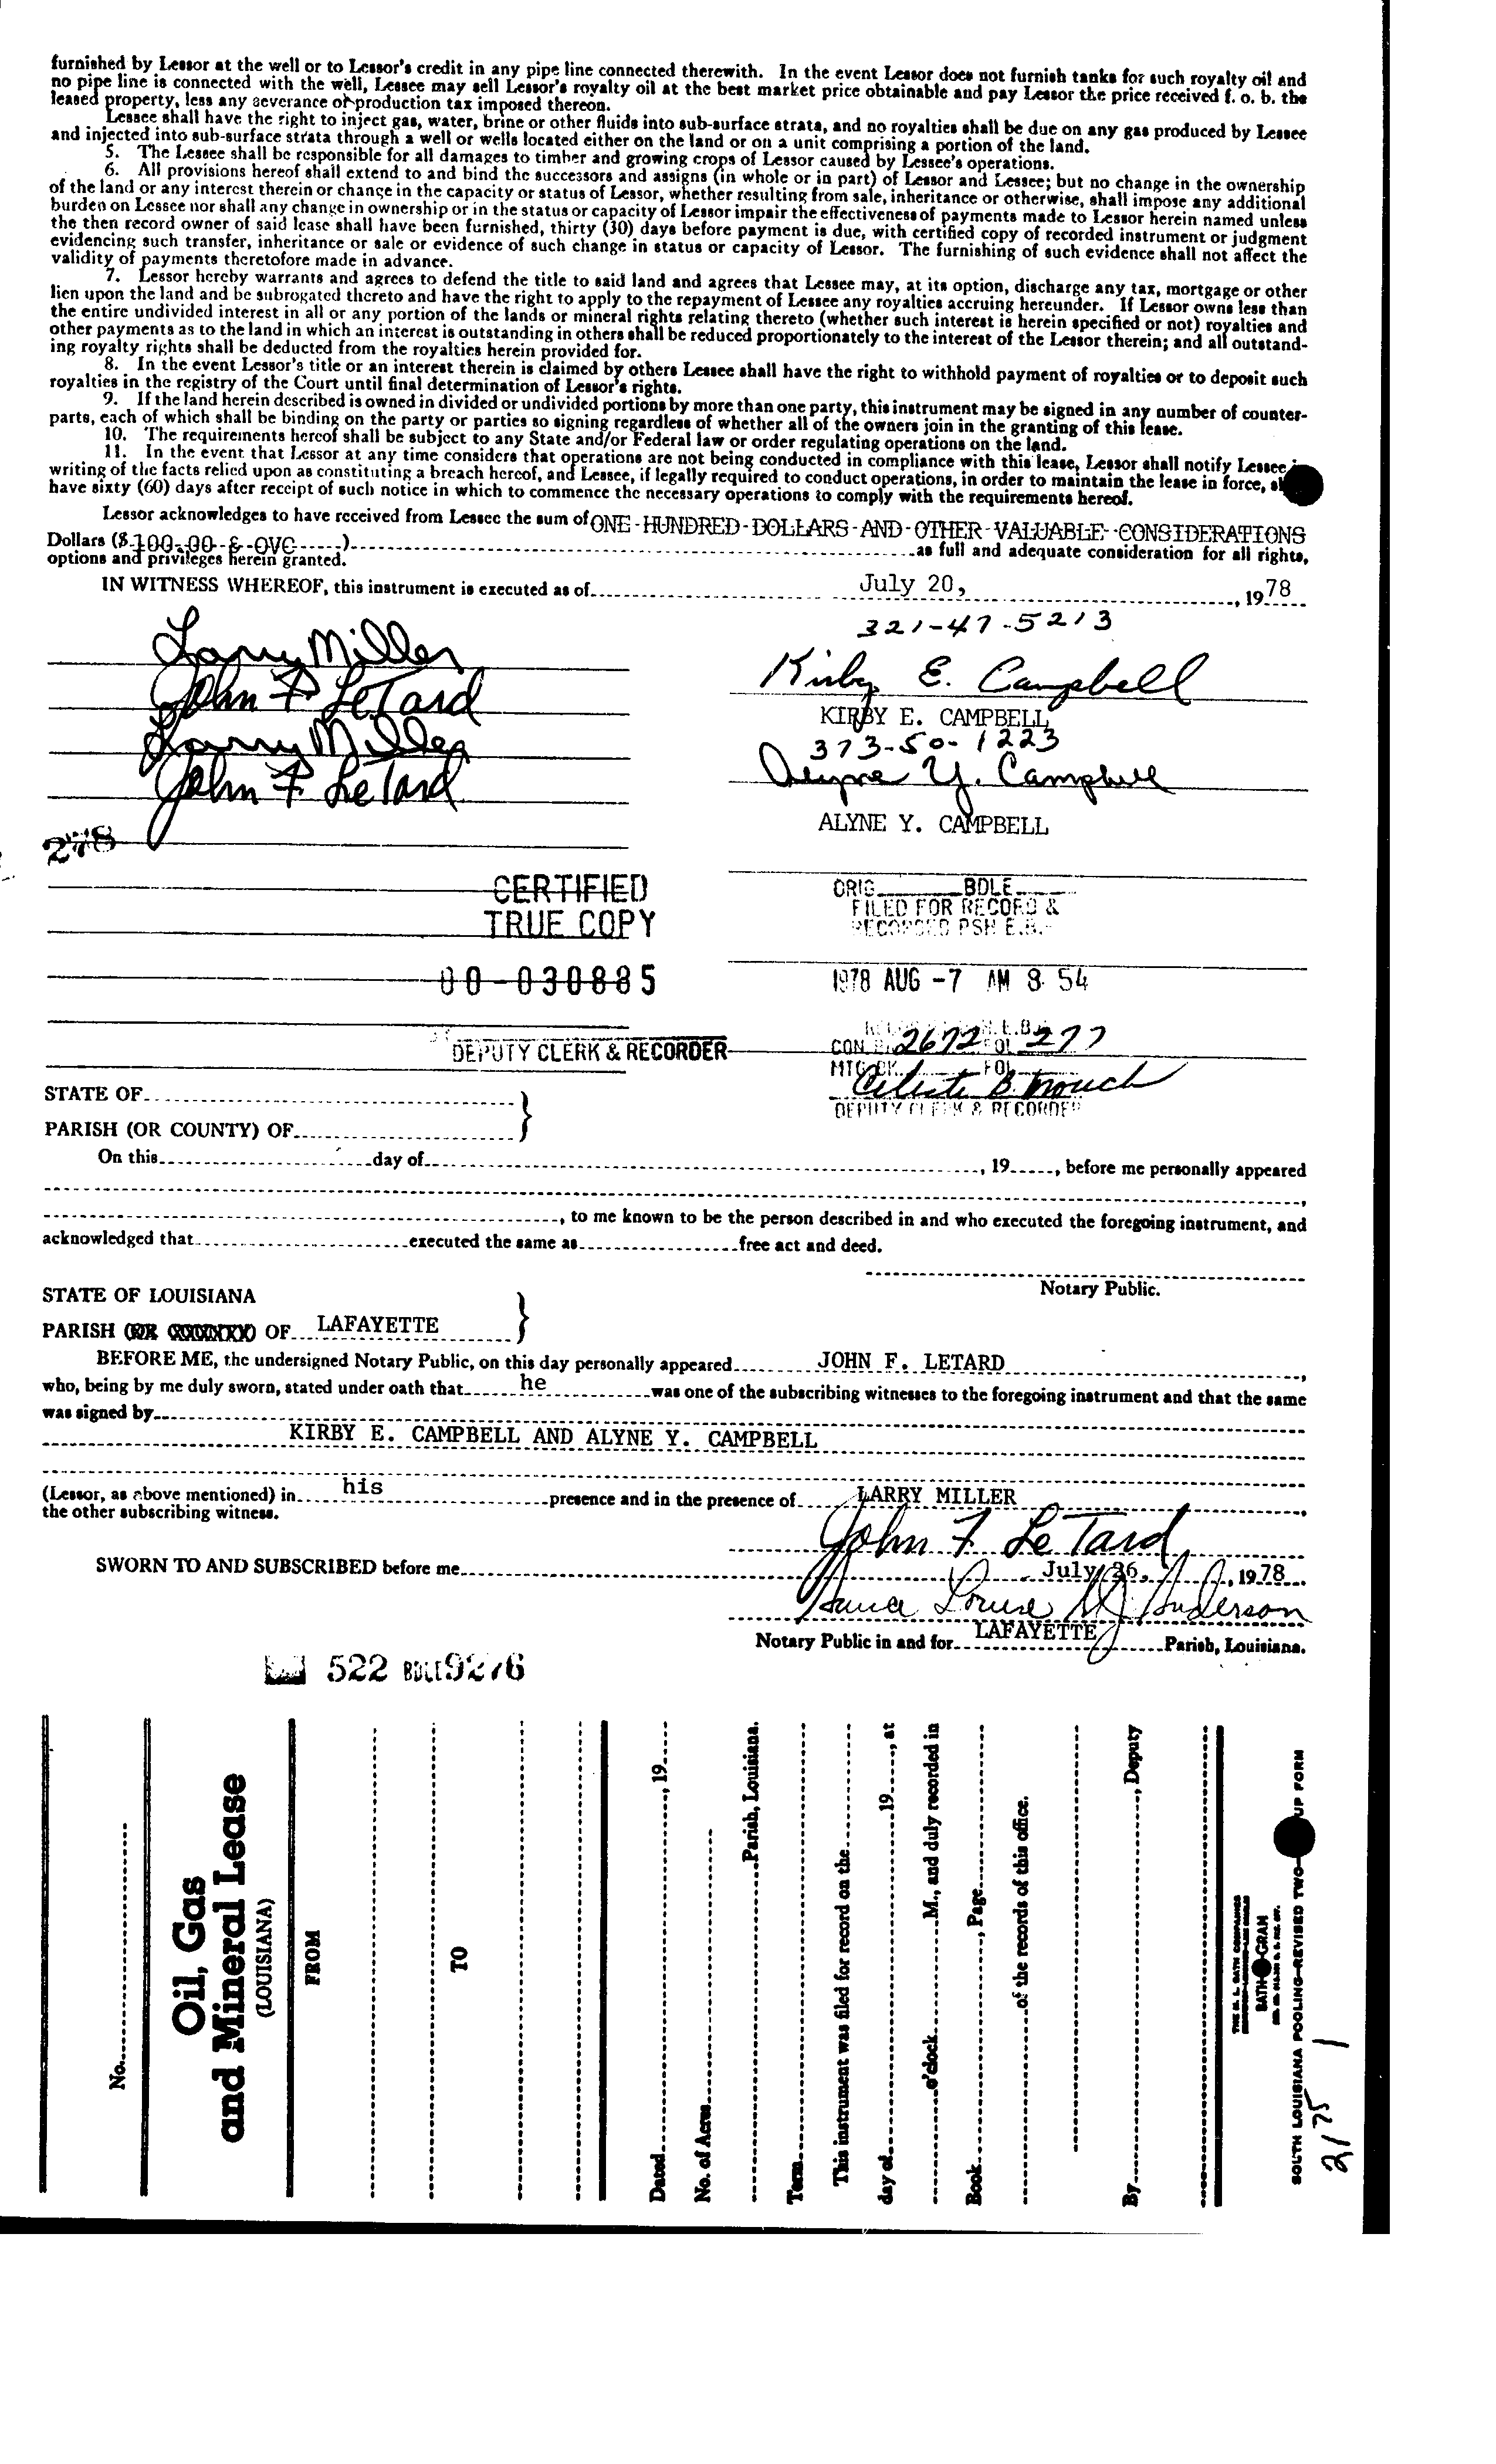 furnished by Lessor at the well or to Lessor's credit in any pipe line connected therewith. In the event Lessor does not furnish tanks for such royalty oil and
no pipe line is connected with the well, Lessee may sell Lessor's royalty oil at the best market price obtainable and pay Lessor the price received f. o. b. the
leased property, less any severance or production tax imposed thereon.
Lessee shall have the right to inject gas, water, brine or other fluids into sub-surface strata, and no royalties shall be due on any gas produced by Lessee
and injected into sub-surface strata through a well or wells located either on the land or on a unit comprising a portion of the land.
5. The Lessee shall be responsible for all damages to timber and growing crops of Lessor caused by Lessee's operations.
6. All provisions hereof shall extend to and bind the successors and assigns (in whole or in part) of Lessor and Lessee; but no change in the ownership
of the land or any interest therein or change in the capacity or status of Lessor, whether resulting from sale, inheritance or otherwise, shall impose any additional
burden on Lessee nor shall any change in ownership or in the status or capacity of Lessor impair the effectiveness of payments made to Lessor herein named unless
the then record owner of said lease shall have been furnished, thirty (30) days before payment is due, with certified copy of recorded instrument or judgment
evidencing such transfer, inheritance or sale or evidence of such change in status or capacity of Lessor. The furnishing of such evidence shall not affect the
validity of payments theretofore made in advance.
7. Lessor hereby warrants and agrees to defend the title to said land and agrees that Lessee may, at its option, discharge any tax, mortgage or other
lien upon the land and be subrogated thereto and have the right to apply to the repayment of Lessee any royalties accruing hereunder. If Lessor owns less than
the entire undivided interest in all or any portion of the lands or mineral rights relating thereto (whether such interest is herein specified or not) royalties and
other payments as to the land in which an interest is outstanding in others shall be reduced proportionately to the interest of the Lessor therein; and all outstand-
ing royalty rights shall be deducted from the royalties herein provided for.
8. In the event Lessor's title or an interest therein is claimed by others Lessee shall have the right to withhold payment of royalties or to deposit such
royalties in the registry of the Court until final determination of Lessor's rights.
9. If the land herein described is owned in divided or undivided portions by more than one party, this instrument may be signed in any number of counter-
parts, each of which shall be binding on the party or parties so signing regardless of whether all of the owners join in the granting of this lease.
10. The requirements hereof shall be subject to any State and/or Federal law or order regulating operations on the land.
11. In the event that Lessor at any time considers that operations are not being conducted in compliance with this lease, Lessor shall notify Lessee
writing of the facts relied upon as constituting a breach hereof, and Lessee, if legally required to conduct operations, in order to maintain the lease in force,
have sixty (60) days after receipt of such notice in which to commence the necessary operations to comply with the requirements hereof.
Lessor acknowledges to have received from Lessee the sum of ONE-HUNDRED-DOLLARS-AND-OTHER-VALUABLE-CONSIDERATIONS
Dollars ($ 100.00 & OVC ) as full and adequate consideration for all rights,
options and privileges herein granted.
IN WITNESS WHEREOF, this instrument is executed as of July 20, , 1978
321-47-5213
Larry Miller
Kirby E. Campbell
John F LeTard
KIRBY E. CAMPBELL
Larry Miller
373-50-1223
John F LeTard
Alyne Y. Campbell
ALYNE Y. CAMPBELL
278
CERTIFIED
TRUE COPY
ORIG. BDLE
FILED FOR RECORD &
RECORDED PSH E.B.
00-030885
1978 AUG -7 AM 8 54
CON. 2672 FOL 277
DEPUTY CLERK & RECORDER
MTG BK. FOL
DEPUTY CLERK & RECORDER
STATE OF
PARISH (OR COUNTY) OF
On this day of , 19 , before me personally appeared
,
, to me known to be the person described in and who executed the foregoing instrument, and
acknowledged that executed the same as free act and deed.
Notary Public.
STATE OF LOUISIANA
PARISH (OR COUNTY) OF LAFAYETTE
BEFORE ME, the undersigned Notary Public, on this day personally appeared JOHN F. LETARD ,
who, being by me duly sworn, stated under oath that he was one of the subscribing witnesses to the foregoing instrument and that the same
was signed by
KIRBY E. CAMPBELL AND ALYNE Y. CAMPBELL
(Lessor, as above mentioned) in his presence and in the presence of LARRY MILLER ,
the other subscribing witness.
John F LeTard
SWORN TO AND SUBSCRIBED before me July 26, , 1978
Anderson
Notary Public in and for LAFAYETTE Parish, Louisiana.
522 BDLE 9276
No.
Oil, Gas
and Mineral Lease
(LOUISIANA)
FROM
TO
Dated , 19
No. of Acres
Parish, Louisiana.
Term
This instrument was filed for record on the
day of 19 , at
o'clock M., and duly recorded in
Book , Page
of the records of this office.
By , Deputy
BATH GRAM
SOUTH LOUISIANA POOLING—REVISED TWO UP FORM
2175 1